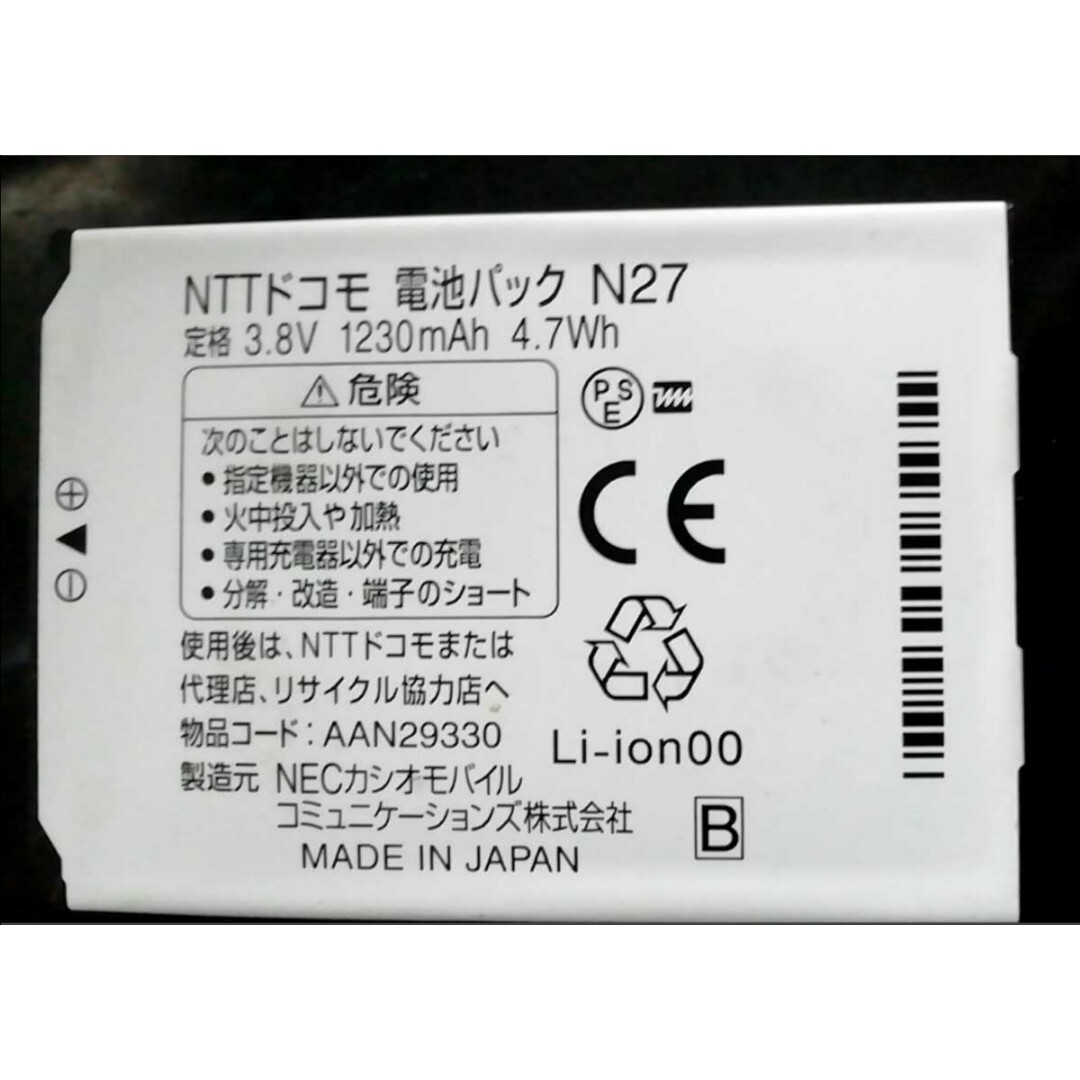 NTTドコモ 電池パック N27
定格 3.8V 1230mAh 4.7Wh
⚠危険
次のことはしないでください
●指定機器以外での使用
●火中投入や加熱
●専用充電器以外での充電
●分解・改造・端子のショート
使用後は、NTTドコモまたは
代理店、リサイクル協力店へ
物品コード:AAN29330
製造元 NECカシオモバイル
コミュニケーションズ株式会社
MADE IN JAPAN
PSE
CE
Li-ion00
B
⊕
▲
⊖